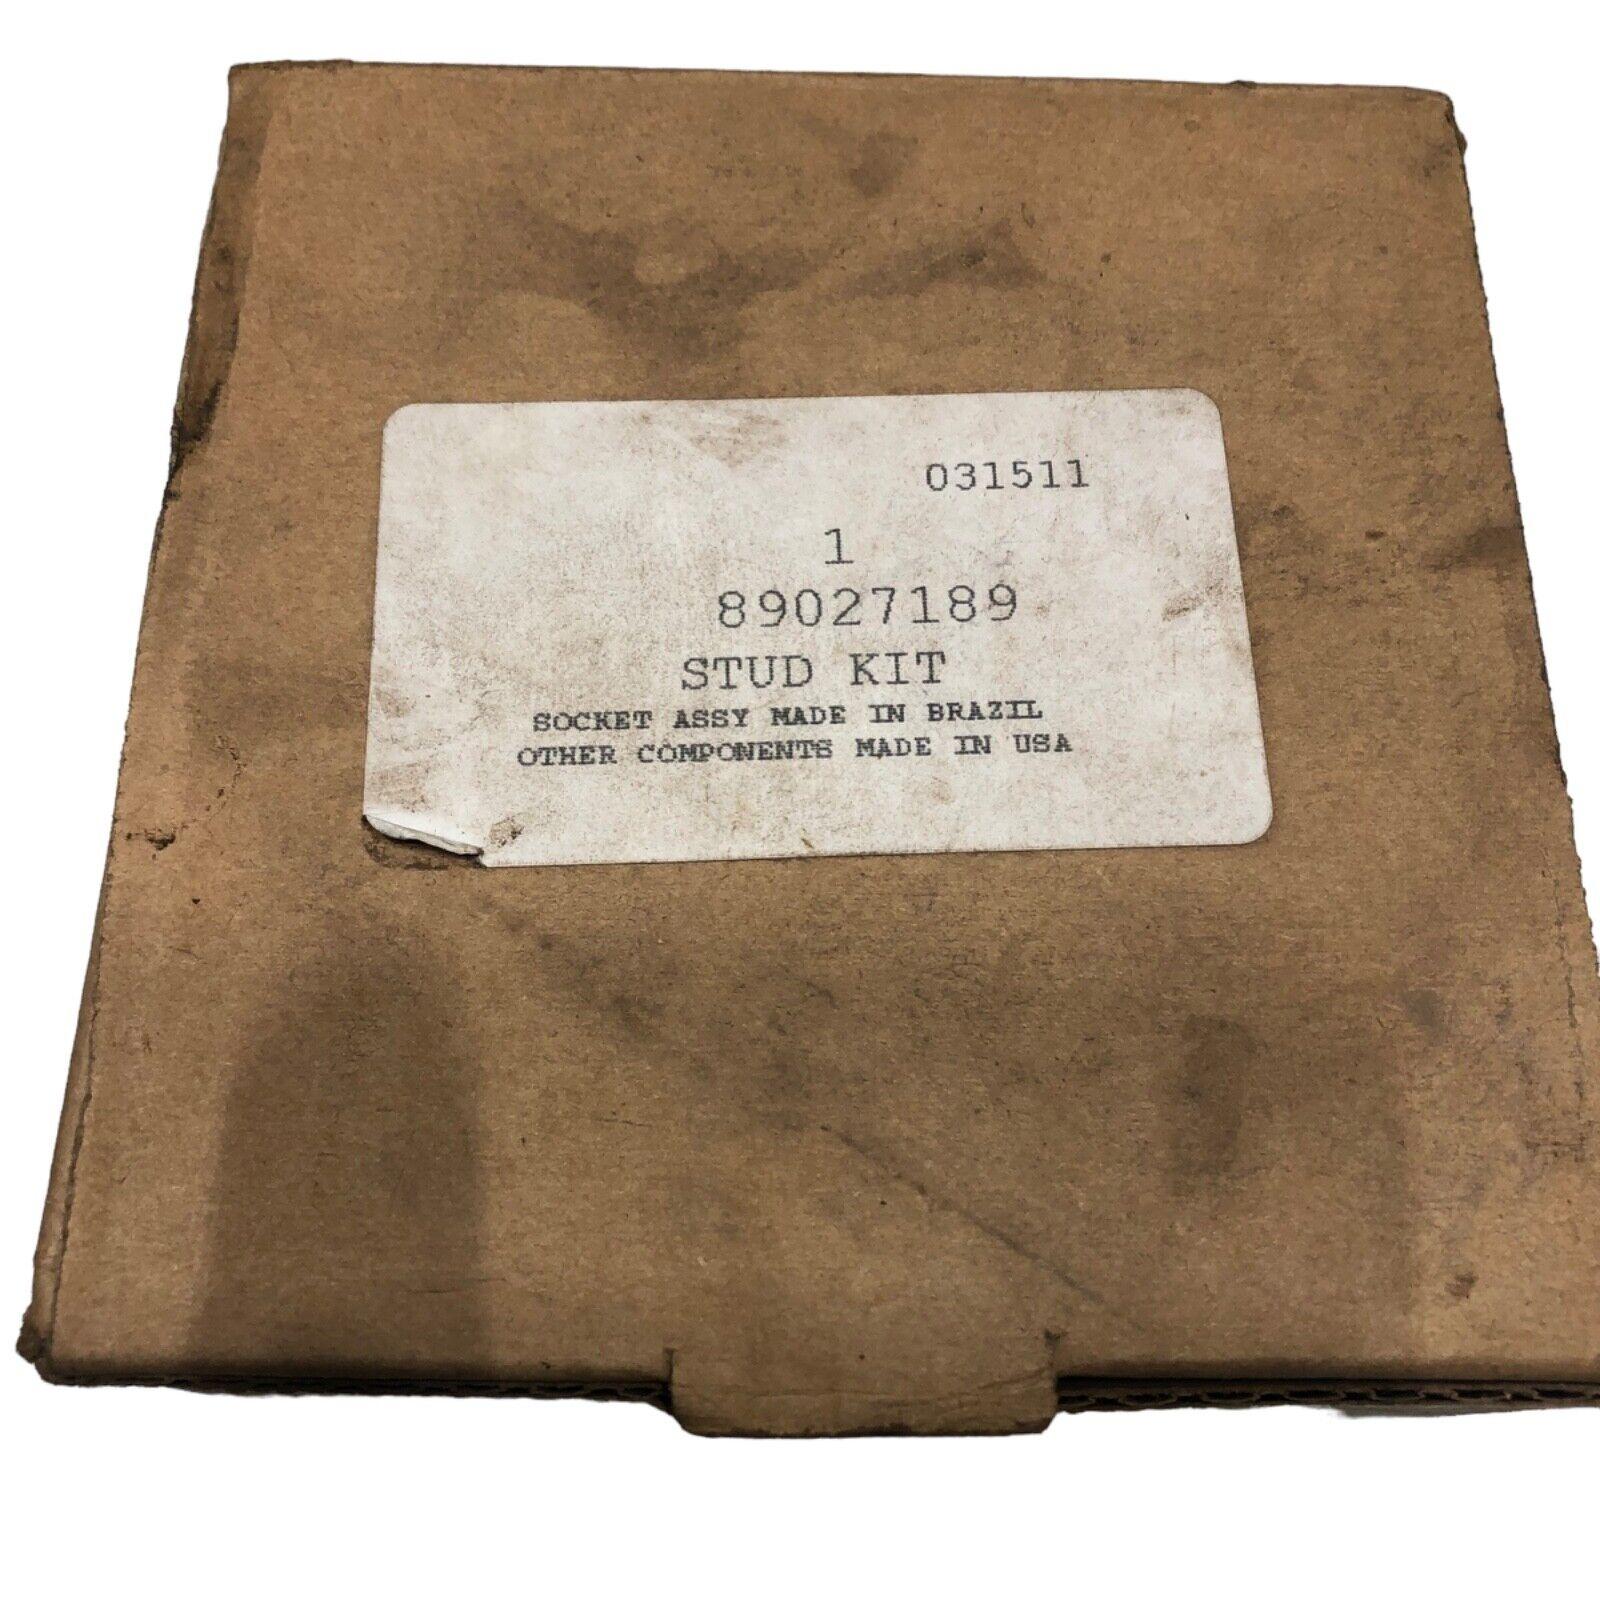 031511
1
89027189
STUD KIT
SOCKET ASSY MADE IN BRAZIL
OTHER COMPONENTS MADE IN USA